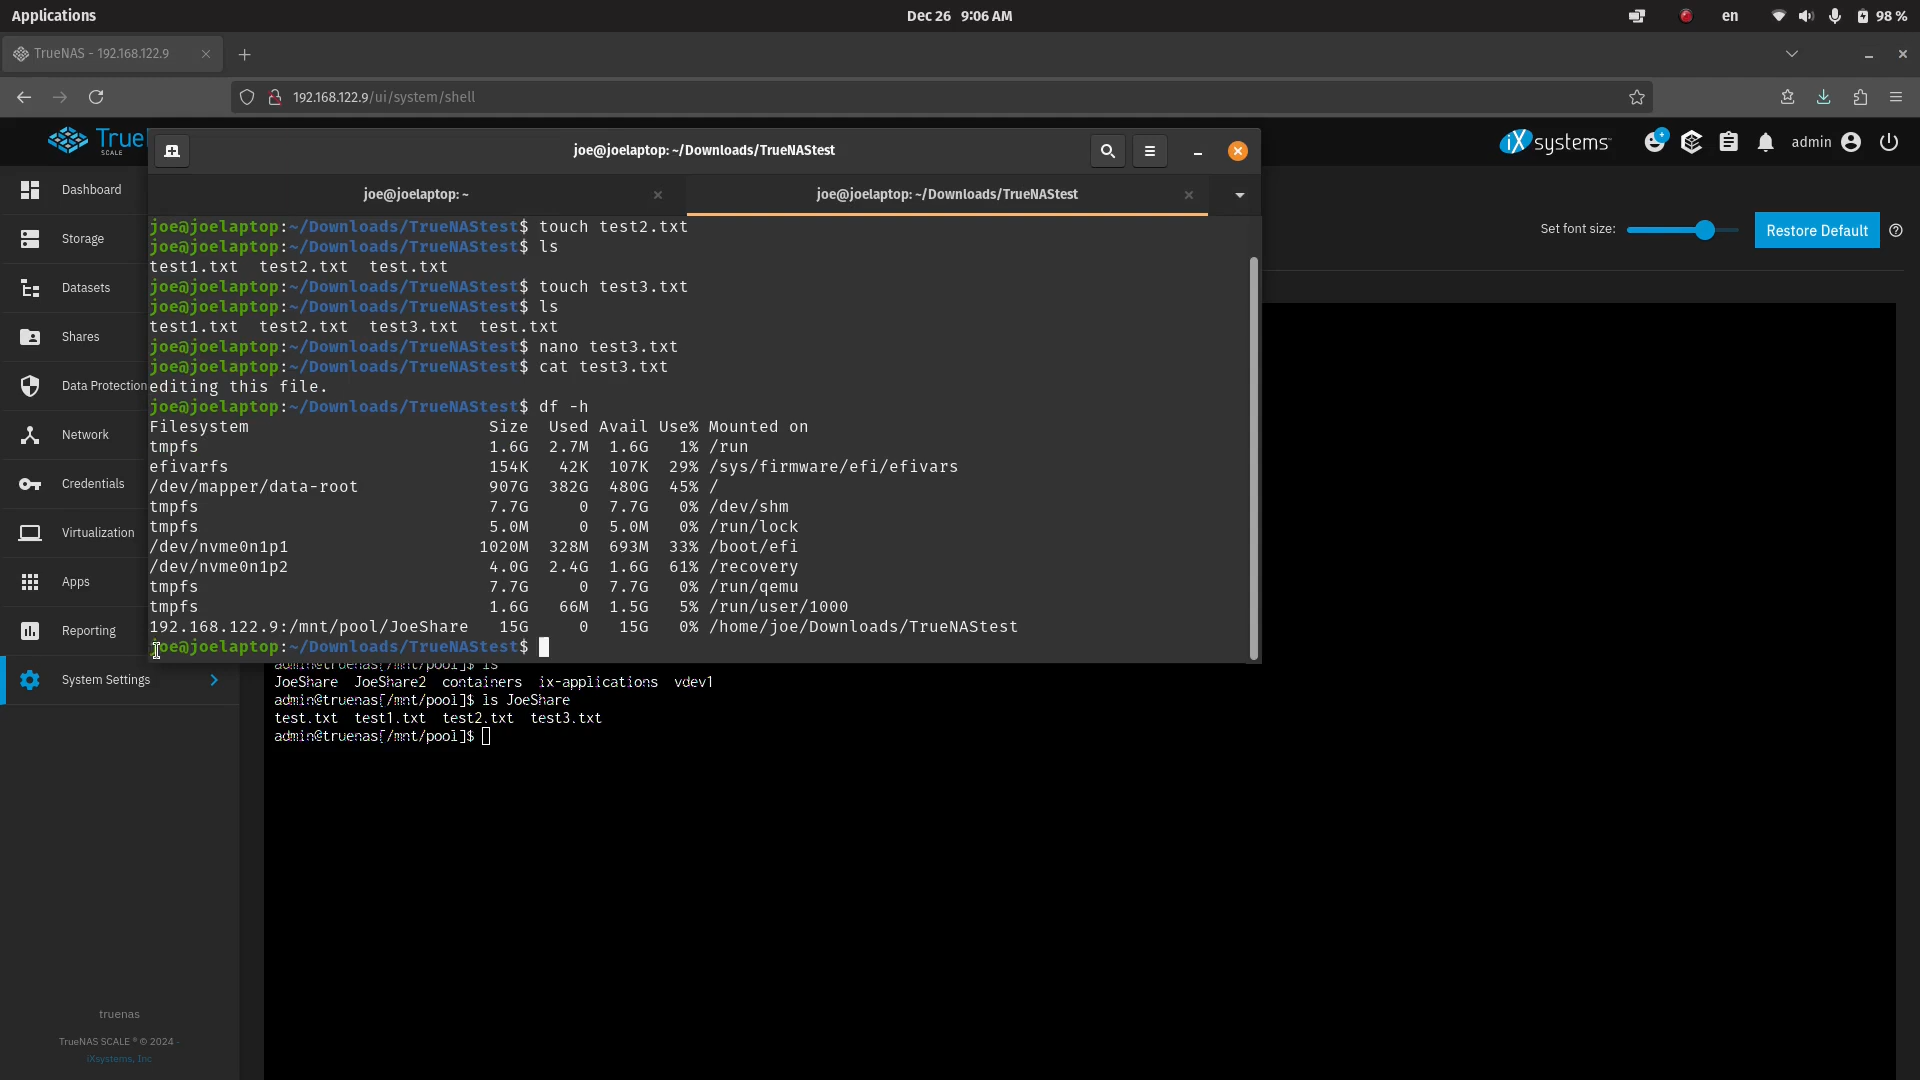 Applications
Dec 26 9:06 AM
en
98 %
TrueNAS - 192.168.122.9
192.168.122.9/ui/system/shell
True
SCALE
iXsystems
admin
joe@joelaptop: ~/Downloads/TrueNAStest
joe@joelaptop: ~
joe@joelaptop: ~/Downloads/TrueNAStest
Dashboard
Storage
Datasets
Shares
Data Protection
Network
Credentials
Virtualization
Apps
Reporting
System Settings
Set font size:
Restore Default
joe@joelaptop:~/Downloads/TrueNAStest$ touch test2.txt
joe@joelaptop:~/Downloads/TrueNAStest$ ls
test1.txt  test2.txt  test.txt
joe@joelaptop:~/Downloads/TrueNAStest$ touch test3.txt
joe@joelaptop:~/Downloads/TrueNAStest$ ls
test1.txt  test2.txt  test3.txt  test.txt
joe@joelaptop:~/Downloads/TrueNAStest$ nano test3.txt
joe@joelaptop:~/Downloads/TrueNAStest$ cat test3.txt
editing this file.
joe@joelaptop:~/Downloads/TrueNAStest$ df -h
Filesystem                        Size  Used Avail Use% Mounted on
tmpfs                             1.6G  2.7M  1.6G   1% /run
efivarfs                          154K   42K  107K  29% /sys/firmware/efi/efivars
/dev/mapper/data-root             907G  382G  480G  45% /
tmpfs                             7.7G     0  7.7G   0% /dev/shm
tmpfs                             5.0M     0  5.0M   0% /run/lock
/dev/nvme0n1p1                   1020M  328M  693M  33% /boot/efi
/dev/nvme0n1p2                    4.0G  2.4G  1.6G  61% /recovery
tmpfs                             7.7G     0  7.7G   0% /run/qemu
tmpfs                             1.6G   66M  1.5G   5% /run/user/1000
192.168.122.9:/mnt/pool/JoeShare   15G     0   15G   0% /home/joe/Downloads/TrueNAStest
joe@joelaptop:~/Downloads/TrueNAStest$
admin@truenas[/mnt/pool]$ ls
JoeShare  JoeShare2  containers  ix-applications  vdev1
admin@truenas[/mnt/pool]$ ls JoeShare
test.txt  test1.txt  test2.txt  test3.txt
admin@truenas[/mnt/pool]$
truenas
TrueNAS SCALE ® © 2024 -
iXsystems, Inc